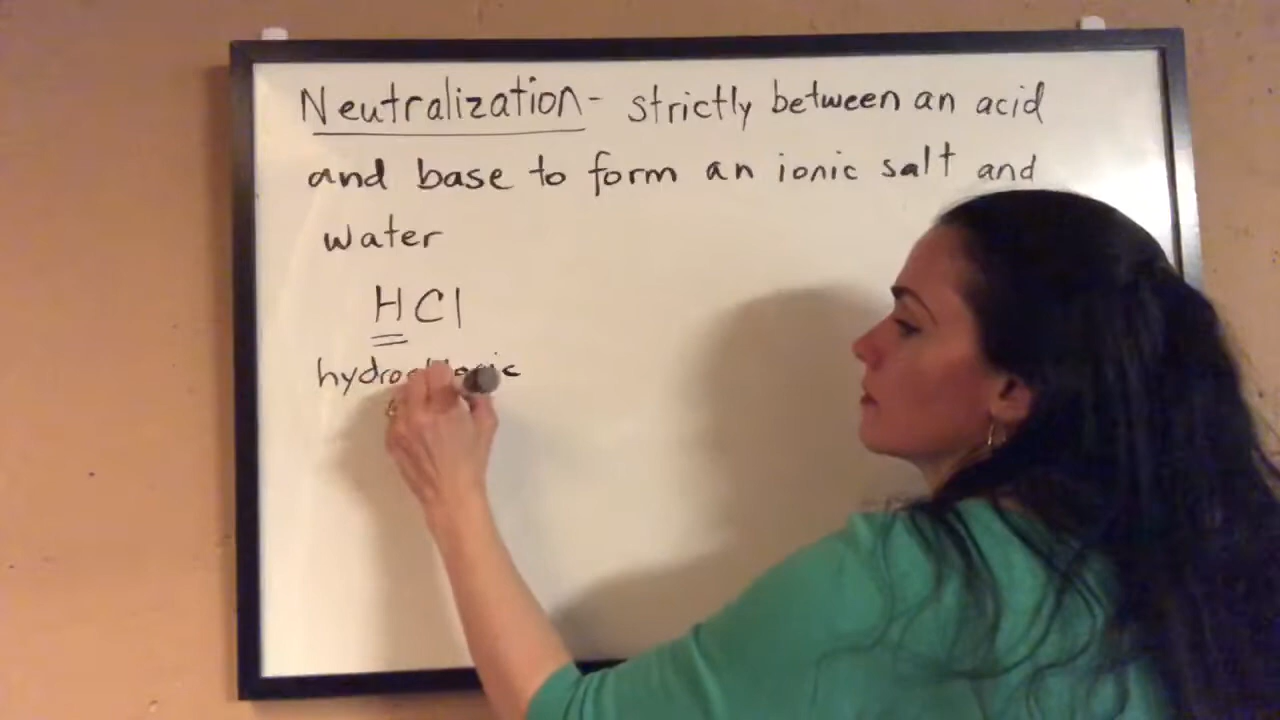 Neutralization - strictly between an acid
and base to form an ionic salt and
water
HCl